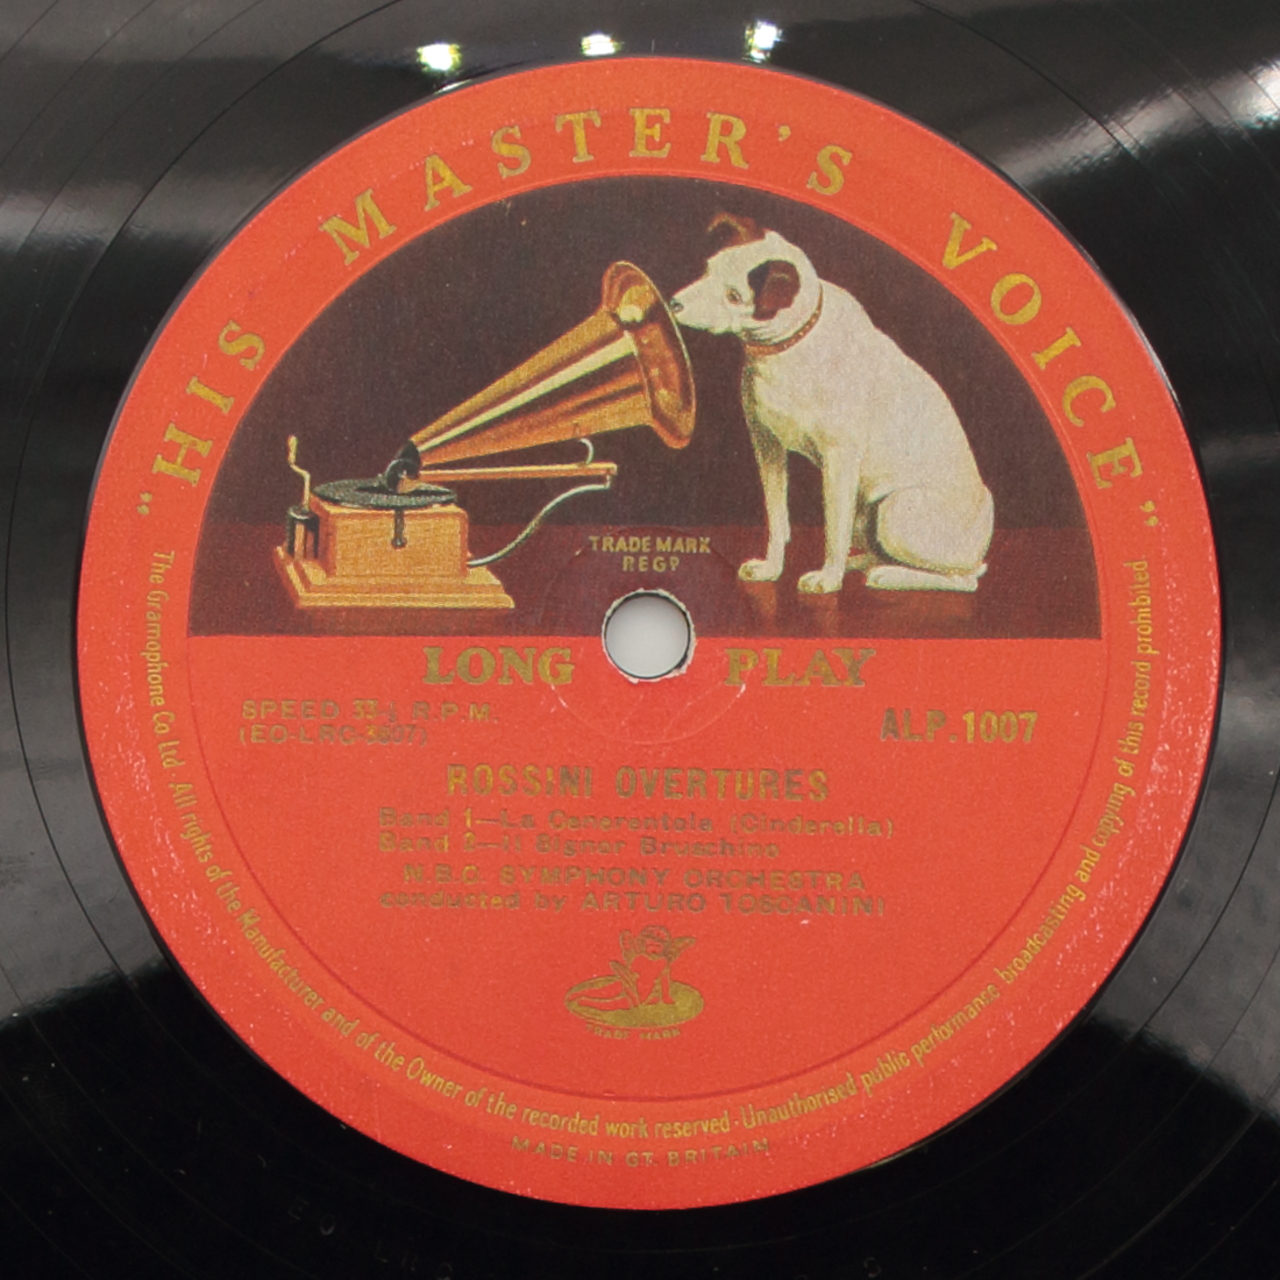 "HIS MASTER'S VOICE"
TRADE MARK
REGD
LONG PLAY
SPEED 33⅓ R.P.M.
(EO-LRC-3007)
ALP.1007
ROSSINI OVERTURES
Band 1—La Cenerentola (Cinderella)
Band 2—Il Signor Bruschino
N.B.C. SYMPHONY ORCHESTRA
conducted by ARTURO TOSCANINI
TRADE MARK
The Gramophone Co Ltd · All rights of the Manufacturer and of the Owner of the recorded work reserved · Unauthorised public performance broadcasting and copying of this record prohibited
MADE IN GT. BRITAIN